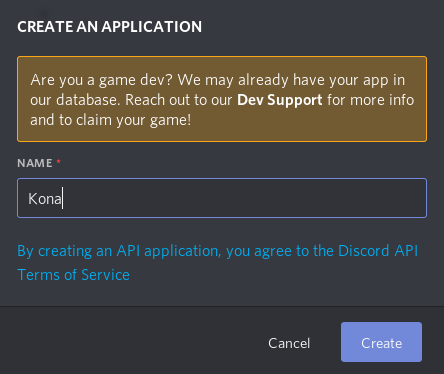 CREATE AN APPLICATION
Are you a game dev? We may already have your app in
our database. Reach out to our Dev Support for more info
and to claim your game!
NAME *
Kona
By creating an API application, you agree to the Discord API
Terms of Service
Cancel
Create